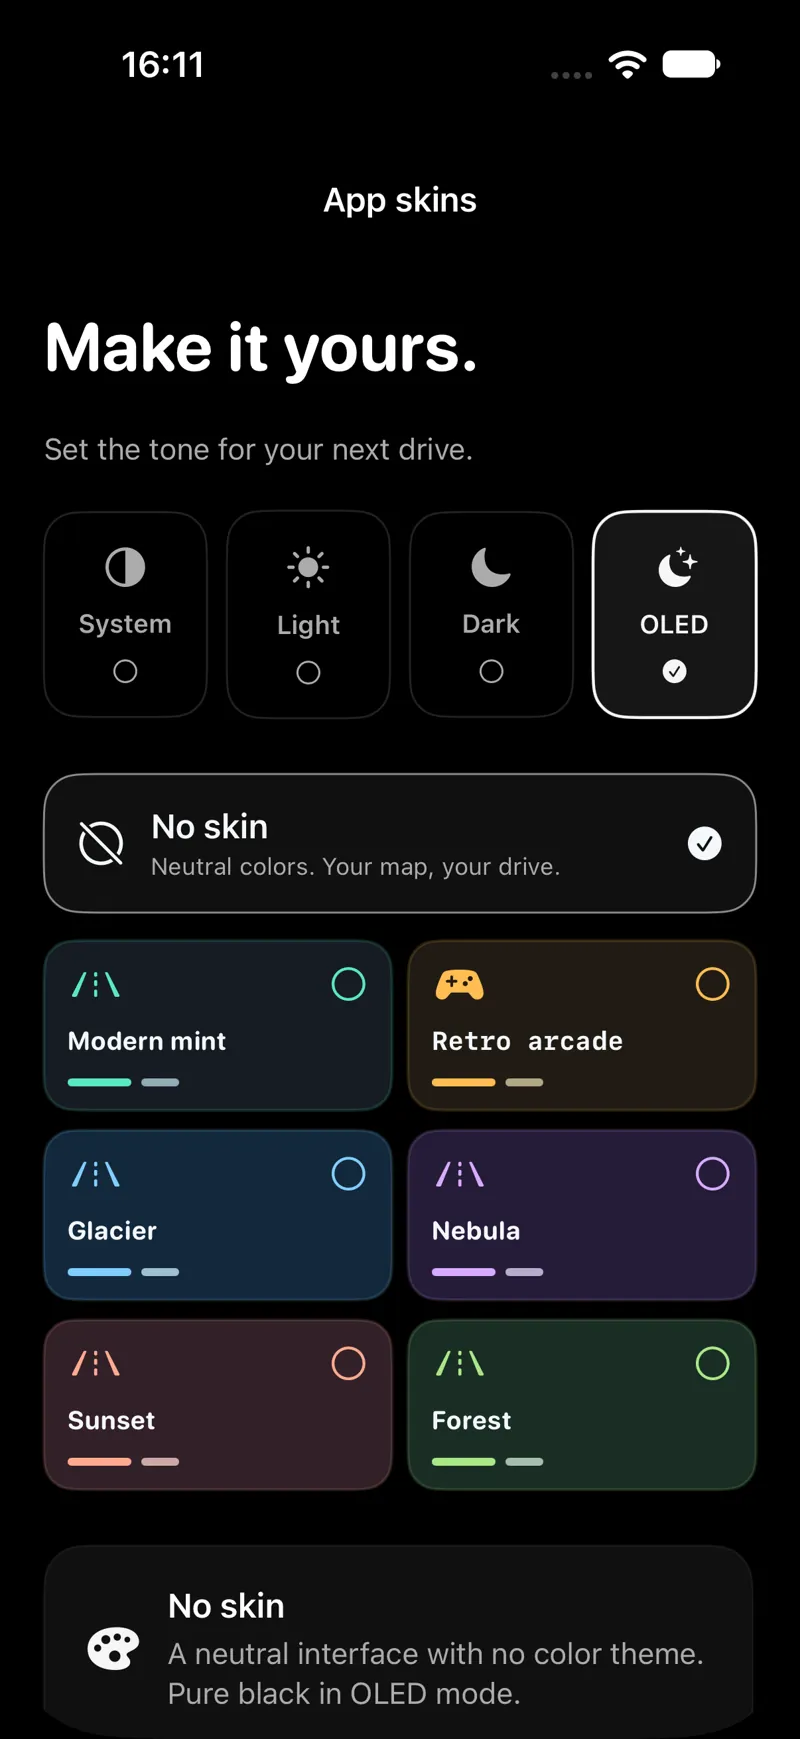 16:11
App skins
Make it yours.
Set the tone for your next drive.
System
Light
Dark
OLED
No skin
Neutral colors. Your map, your drive.
Modern mint
Retro arcade
Glacier
Nebula
Sunset
Forest
No skin
A neutral interface with no color theme.
Pure black in OLED mode.